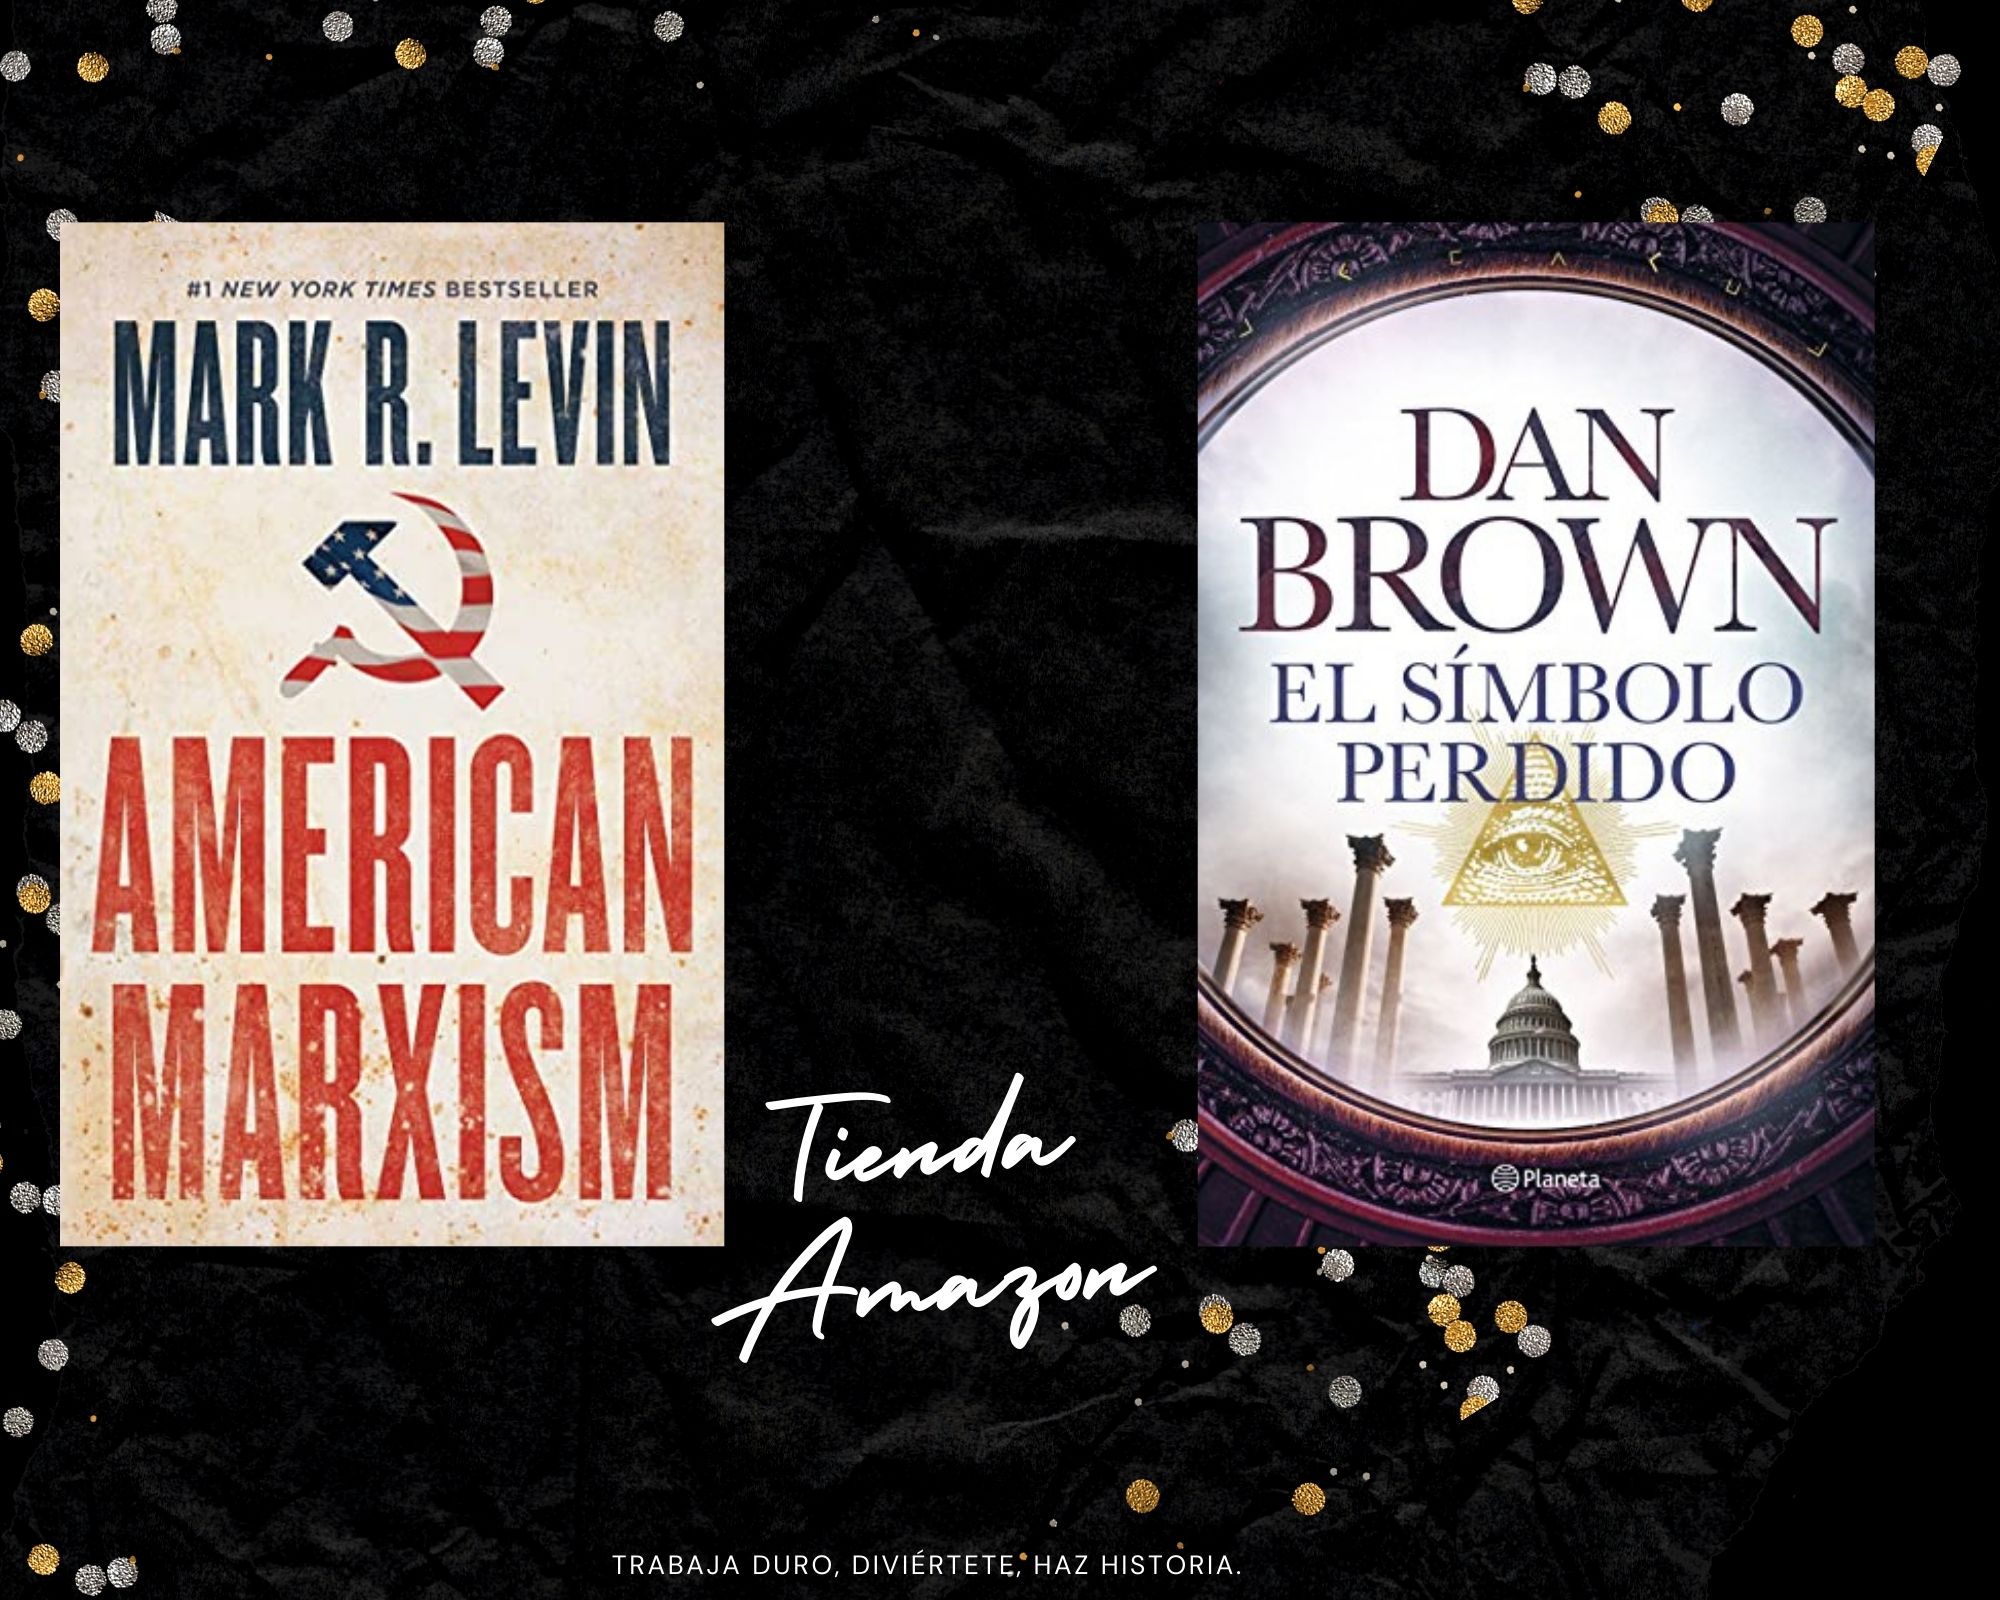 #1 NEW YORK TIMES BESTSELLER
MARK R. LEVIN
AMERICAN
MARXISM
DAN
BROWN
EL SÍMBOLO
PERDIDO
Planeta
Tienda
Amazon
TRABAJA DURO, DIVIÉRTETE, HAZ HISTORIA.